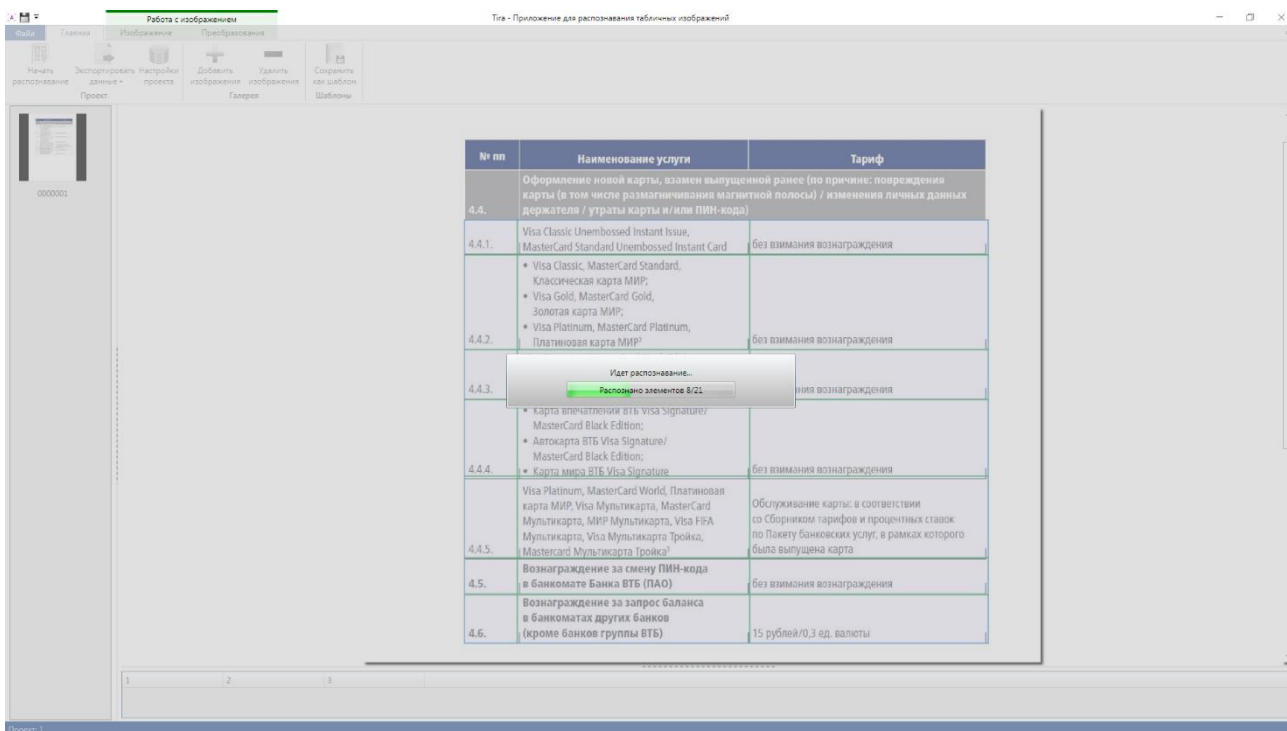 Работа с изображением
Tira - Приложение для распознавания табличных изображений
Файл Главная Изображение Преобразования
Начать распознавание
Экспортировать данные
Настройки проекта
Добавить изображения
Удалить изображения
Сохранить как шаблон
Проект Галерея Шаблоны
0000001
№ пп Наименование услуги Тариф
Оформление новой карты, взамен выпущенной ранее (по причине: повреждения
карты (в том числе размагничивания магнитной полосы) / изменения личных данных
4.4. держателя / утраты карты и/или ПИН-кода)
Visa Classic Unembossed Instant Issue,
4.4.1. MasterCard Standard Unembossed Instant Card без взимания вознаграждения
• Visa Classic, MasterCard Standard,
Классическая карта МИР;
• Visa Gold, MasterCard Gold,
Золотая карта МИР;
• Visa Platinum, MasterCard Platinum,
4.4.2. Платиновая карта МИР³ без взимания вознаграждения
Идет распознавание...
Распознано элементов 8/21
4.4.3. ния вознаграждения
• Карта впечатлений ВТБ Visa Signature/
MasterCard Black Edition;
• Автокарта ВТБ Visa Signature/
MasterCard Black Edition;
4.4.4. • Карта мира ВТБ Visa Signature без взимания вознаграждения
Visa Platinum, MasterCard World, Платиновая
карта МИР, Visa Мультикарта, MasterCard
Мультикарта, МИР Мультикарта, Visa FIFA
Мультикарта, Visa Мультикарта Тройка,
4.4.5. Mastercard Мультикарта Тройка³
Обслуживание карты: в соответствии
со Сборником тарифов и процентных ставок
по Пакету банковских услуг, в рамках которого
была выпущена карта
Вознаграждение за смену ПИН-кода
4.5. в банкомате Банка ВТБ (ПАО) без взимания вознаграждения
Вознаграждение за запрос баланса
в банкоматах других банков
4.6. (кроме банков группы ВТБ) 15 рублей/0,3 ед. валюты
1 2 3
Проект 1